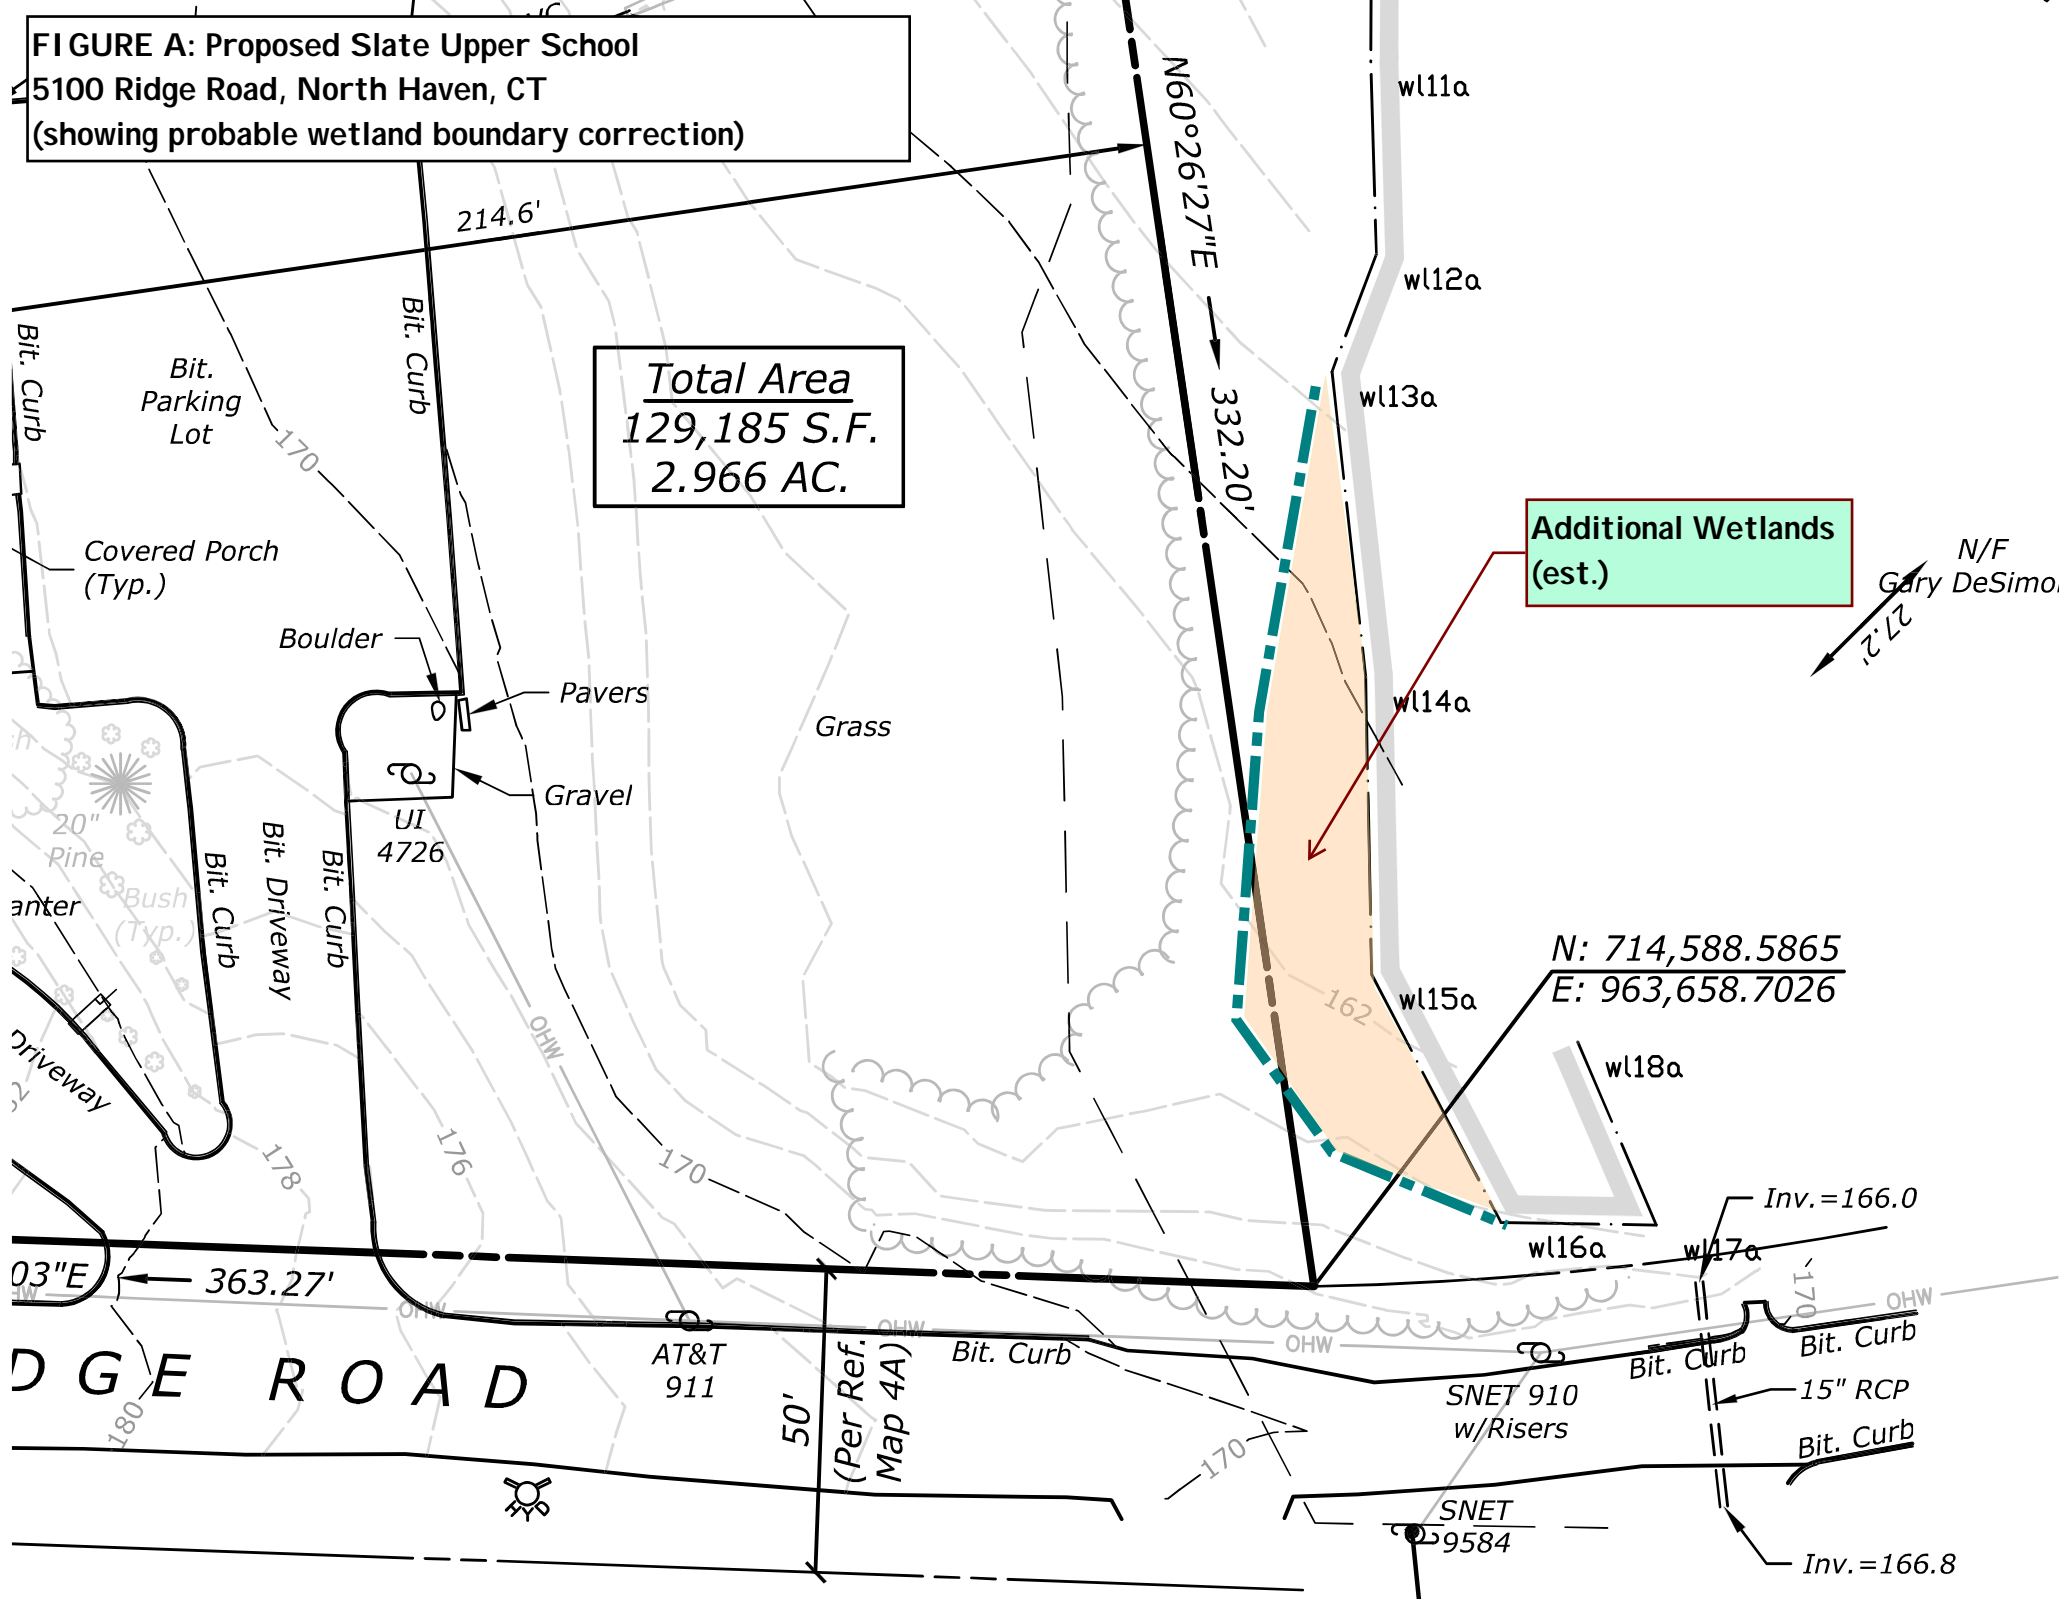 FIGURE A: Proposed Slate Upper School
5100 Ridge Road, North Haven, CT
(showing probable wetland boundary correction)
wl11a
N60°26'27"E
332.20'
214.6'
wl12a
Bit. Curb
Bit. Curb
Bit.
Parking
Lot
170
Total Area
129,185 S.F.
2.966 AC.
wl13a
Additional Wetlands
(est.)
N/F
Gary DeSimo
27.2'
Covered Porch
(Typ.)
Boulder
Pavers
wl14a
Grass
Gravel
UI
4726
20"
Pine
Bit. Curb
Bit. Driveway
Bit. Curb
Bush
(Typ.)
anter
N: 714,588.5865
E: 963,658.7026
162
wl15a
OHW
Driveway
wl18a
178
176
170
Inv.=166.0
wl16a
wl17a
03"E
363.27'
OHW
OHW
OHW
OHW
170
DGE ROAD
AT&T
911
50'
(Per Ref.
Map 4A)
Bit. Curb
Bit. Curb
Bit. Curb
SNET 910
w/Risers
15" RCP
180
170
Bit. Curb
HYD
SNET
9584
Inv.=166.8